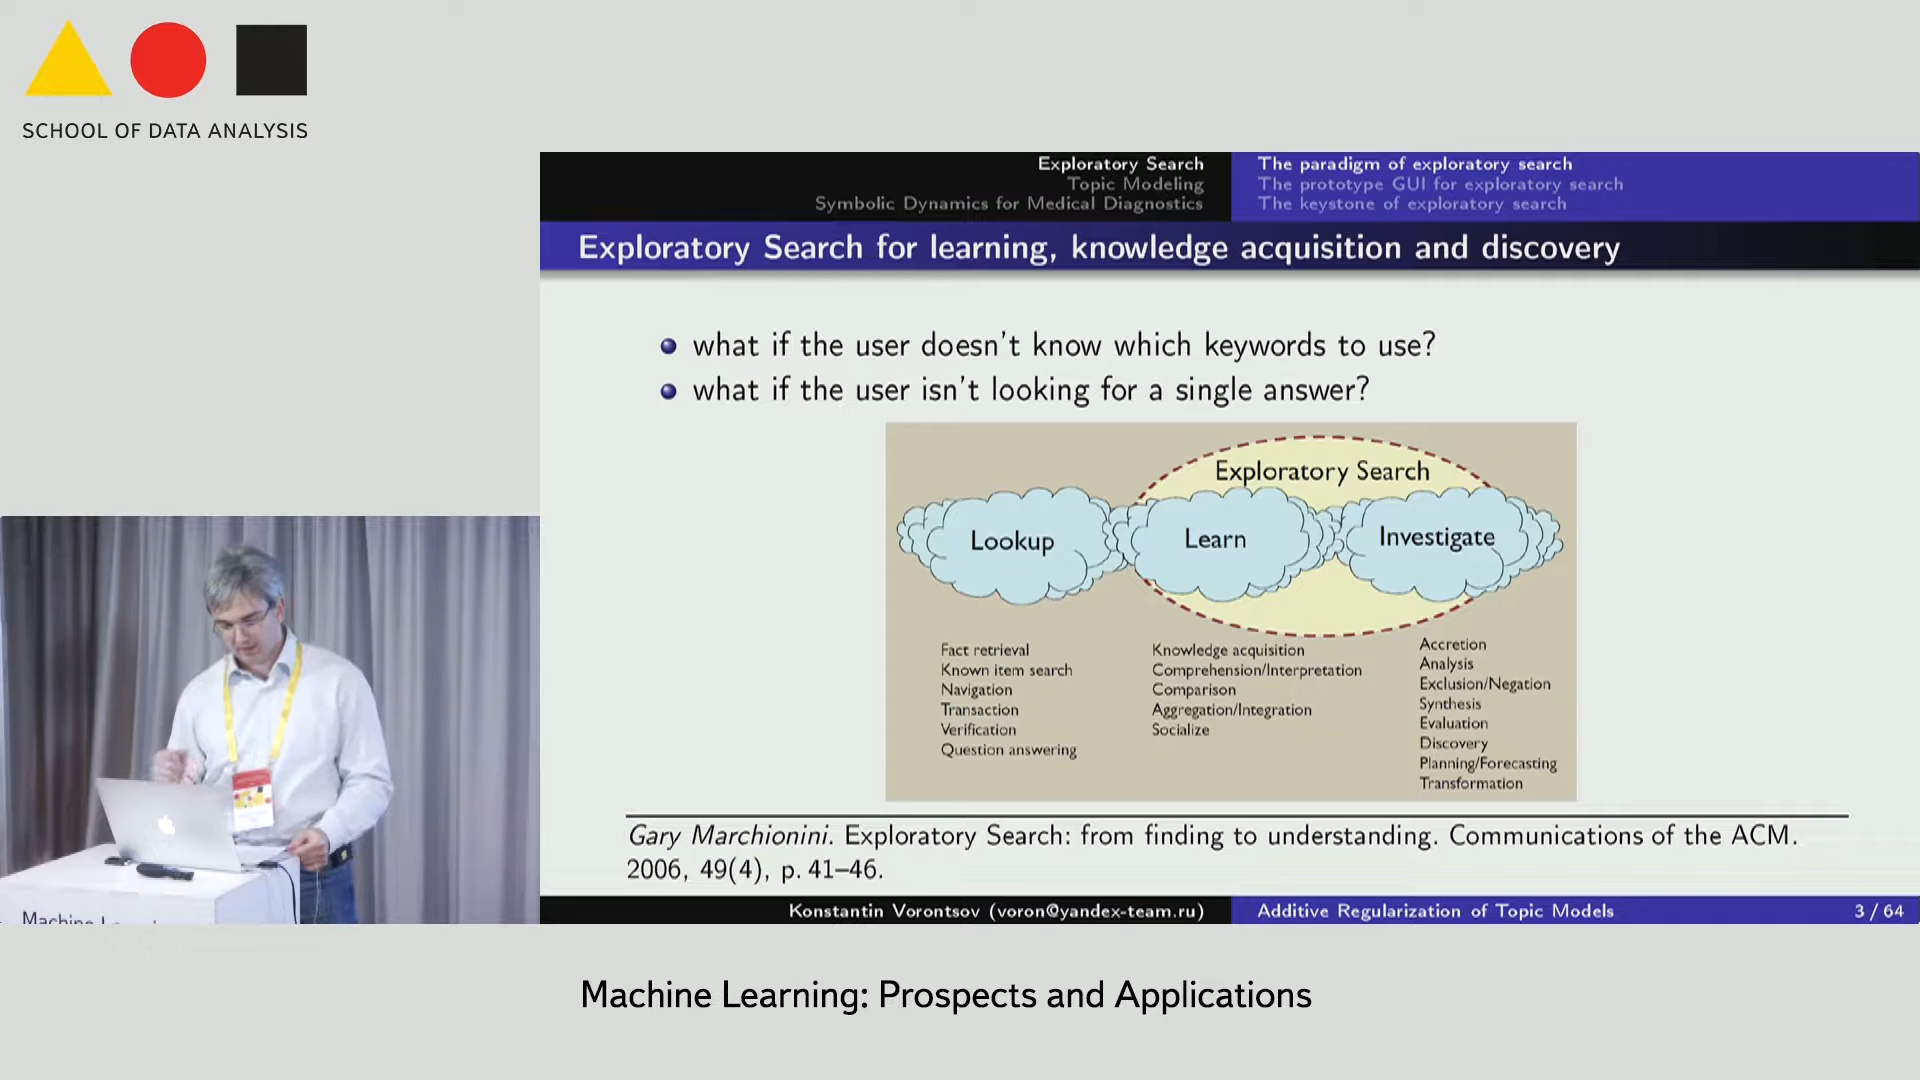 SCHOOL OF DATA ANALYSIS
Exploratory Search
Topic Modeling
Symbolic Dynamics for Medical Diagnostics
The paradigm of exploratory search
The prototype GUI for exploratory search
The keystone of exploratory search
Exploratory Search for learning, knowledge acquisition and discovery
what if the user doesn't know which keywords to use?
what if the user isn't looking for a single answer?
Exploratory Search
Lookup
Learn
Investigate
Fact retrieval
Known item search
Navigation
Transaction
Verification
Question answering
Knowledge acquisition
Comprehension/Interpretation
Comparison
Aggregation/Integration
Socialize
Accretion
Analysis
Exclusion/Negation
Synthesis
Evaluation
Discovery
Planning/Forecasting
Transformation
Gary Marchionini. Exploratory Search: from finding to understanding. Communications of the ACM.
2006, 49(4), p. 41–46.
Konstantin Vorontsov (voron@yandex-team.ru)
Additive Regularization of Topic Models
3 / 64
Machine
Machine Learning: Prospects and Applications